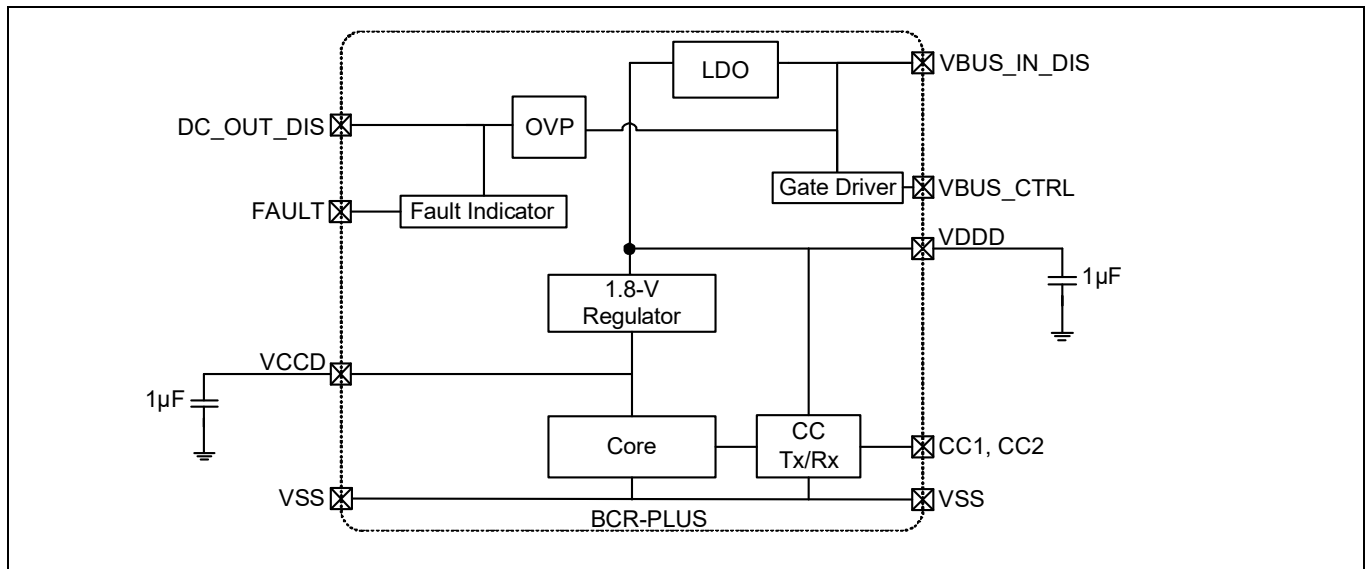 LDO
VBUS_IN_DIS
DC_OUT_DIS
OVP
Gate Driver
VBUS_CTRL
FAULT
Fault Indicator
VDDD
1µF
1.8-V
Regulator
VCCD
1µF
Core
CC
Tx/Rx
CC1, CC2
VSS
VSS
BCR-PLUS